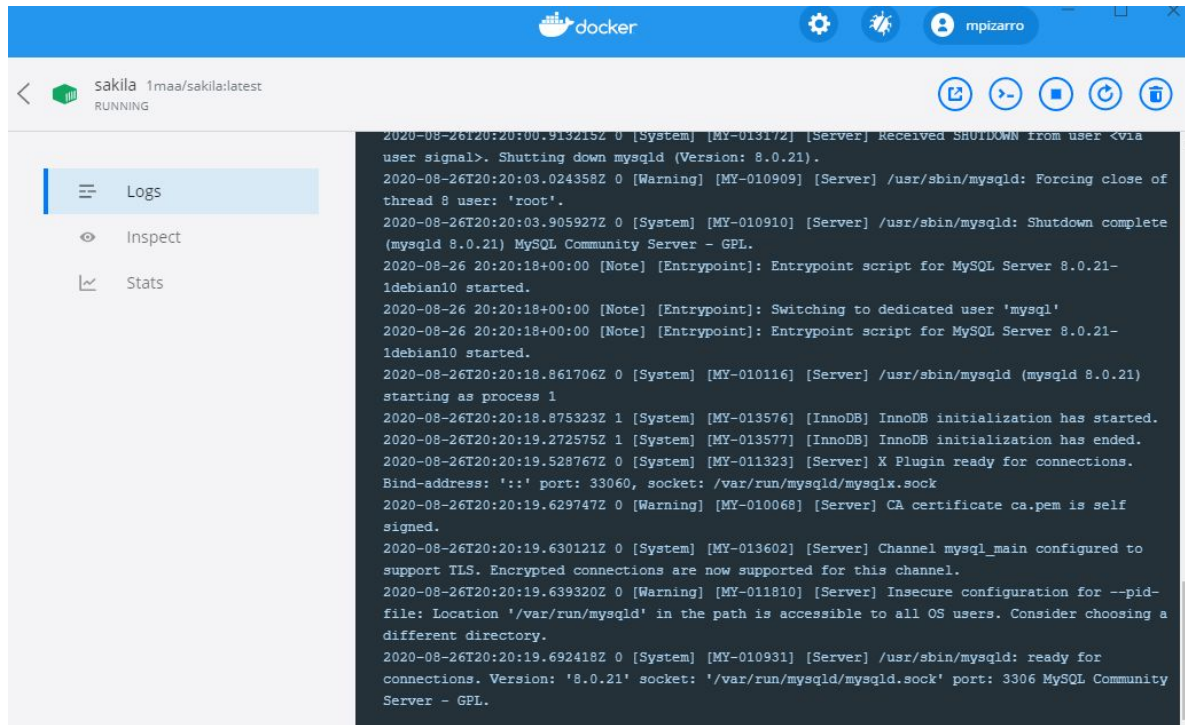 docker
mpizarro
sakila 1maa/sakila:latest
RUNNING
Logs
Inspect
Stats
2020-08-26T20:20:00.913215Z 0 [System] [MY-013172] [Server] Received SHUTDOWN from user <via
user signal>. Shutting down mysqld (Version: 8.0.21).
2020-08-26T20:20:03.024358Z 0 [Warning] [MY-010909] [Server] /usr/sbin/mysqld: Forcing close of
thread 8 user: 'root'.
2020-08-26T20:20:03.905927Z 0 [System] [MY-010910] [Server] /usr/sbin/mysqld: Shutdown complete
(mysqld 8.0.21) MySQL Community Server - GPL.
2020-08-26 20:20:18+00:00 [Note] [Entrypoint]: Entrypoint script for MySQL Server 8.0.21-
1debian10 started.
2020-08-26 20:20:18+00:00 [Note] [Entrypoint]: Switching to dedicated user 'mysql'
2020-08-26 20:20:18+00:00 [Note] [Entrypoint]: Entrypoint script for MySQL Server 8.0.21-
1debian10 started.
2020-08-26T20:20:18.861706Z 0 [System] [MY-010116] [Server] /usr/sbin/mysqld (mysqld 8.0.21)
starting as process 1
2020-08-26T20:20:18.875323Z 1 [System] [MY-013576] [InnoDB] InnoDB initialization has started.
2020-08-26T20:20:19.272575Z 1 [System] [MY-013577] [InnoDB] InnoDB initialization has ended.
2020-08-26T20:20:19.528767Z 0 [System] [MY-011323] [Server] X Plugin ready for connections.
Bind-address: '::' port: 33060, socket: /var/run/mysqld/mysqlx.sock
2020-08-26T20:20:19.629747Z 0 [Warning] [MY-010068] [Server] CA certificate ca.pem is self
signed.
2020-08-26T20:20:19.630121Z 0 [System] [MY-013602] [Server] Channel mysql_main configured to
support TLS. Encrypted connections are now supported for this channel.
2020-08-26T20:20:19.639320Z 0 [Warning] [MY-011810] [Server] Insecure configuration for --pid-
file: Location '/var/run/mysqld' in the path is accessible to all OS users. Consider choosing a
different directory.
2020-08-26T20:20:19.692418Z 0 [System] [MY-010931] [Server] /usr/sbin/mysqld: ready for
connections. Version: '8.0.21' socket: '/var/run/mysqld/mysqld.sock' port: 3306 MySQL Community
Server - GPL.